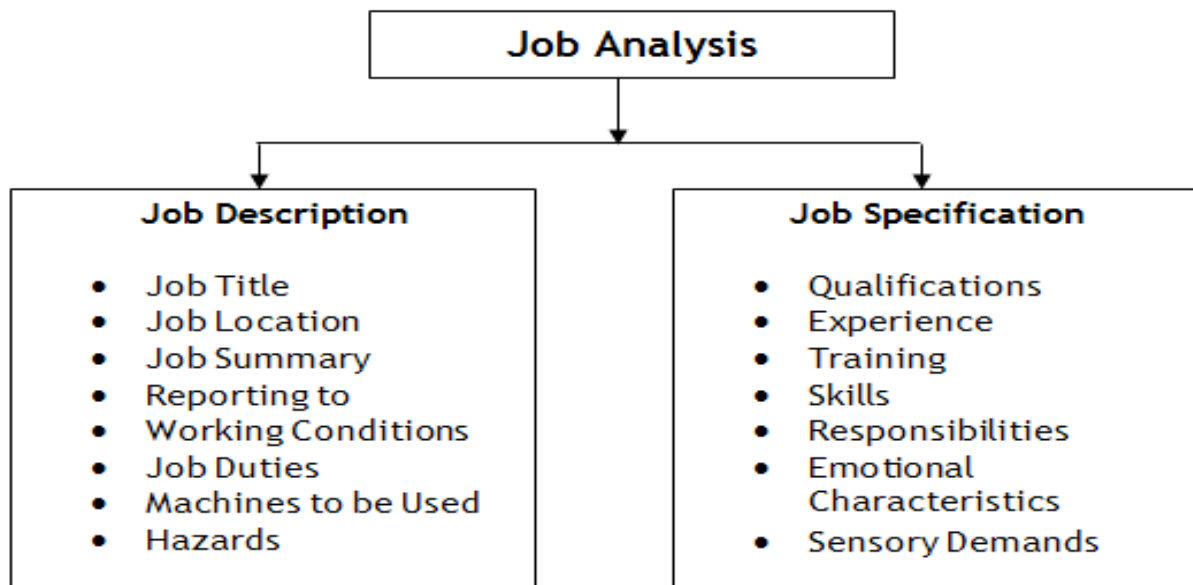 Job Analysis
Job Description
• Job Title
• Job Location
• Job Summary
• Reporting to
• Working Conditions
• Job Duties
• Machines to be Used
• Hazards
Job Specification
• Qualifications
• Experience
• Training
• Skills
• Responsibilities
• Emotional
Characteristics
• Sensory Demands